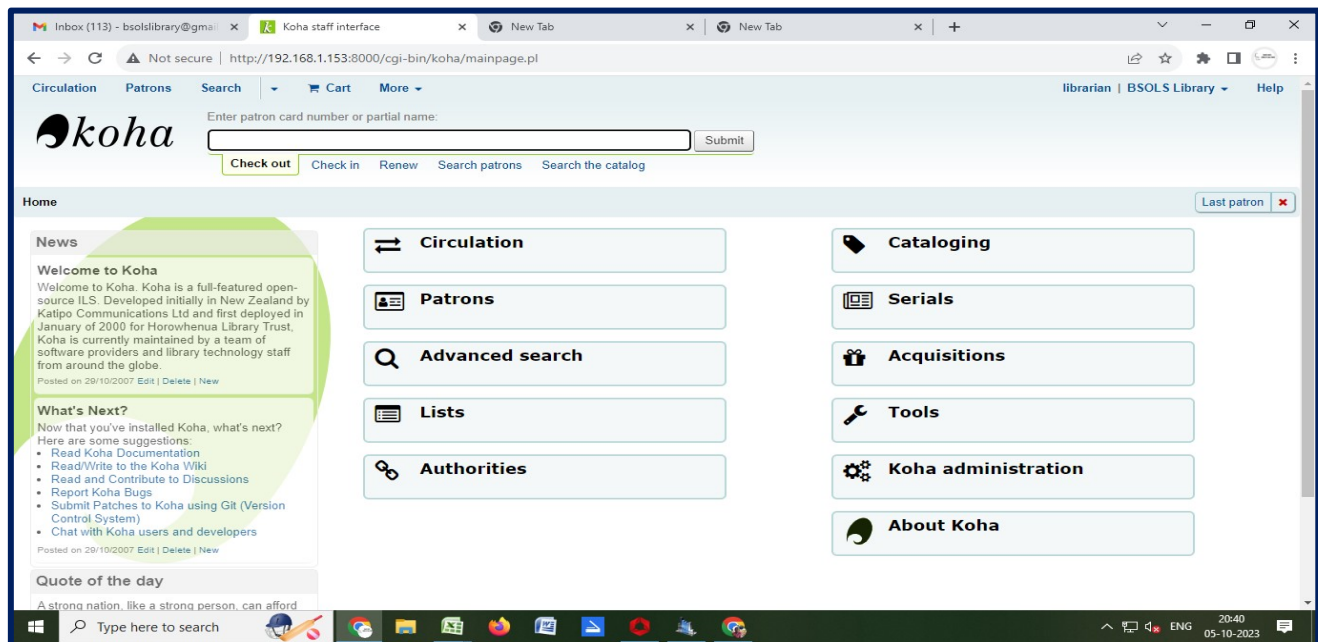 Inbox (113) - bsolslibrary@gmai
Koha staff interface
New Tab
New Tab
Not secure | http://192.168.1.153:8000/cgi-bin/koha/mainpage.pl
Circulation Patrons Search Cart More librarian | BSOLS Library Help
koha
Enter patron card number or partial name:
Submit
Check out Check in Renew Search patrons Search the catalog
Home
Last patron
News
Welcome to Koha
Welcome to Koha. Koha is a full-featured open-
source ILS. Developed initially in New Zealand by
Katipo Communications Ltd and first deployed in
January of 2000 for Horowhenua Library Trust,
Koha is currently maintained by a team of
software providers and library technology staff
from around the globe.
Posted on 29/10/2007 Edit | Delete | New
What's Next?
Now that you've installed Koha, what's next?
Here are some suggestions:
Read Koha Documentation
Read/Write to the Koha Wiki
Read and Contribute to Discussions
Report Koha Bugs
Submit Patches to Koha using Git (Version
Control System)
Chat with Koha users and developers
Posted on 29/10/2007 Edit | Delete | New
Quote of the day
A strong nation, like a strong person, can afford
Circulation
Patrons
Advanced search
Lists
Authorities
Cataloging
Serials
Acquisitions
Tools
Koha administration
About Koha
Type here to search
ENG
20:40
05-10-2023